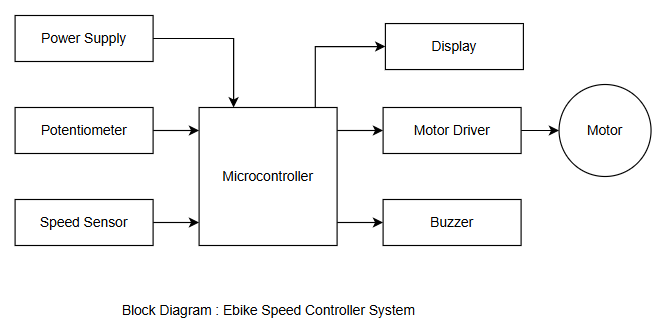 Power Supply
Display
Potentiometer
Motor Driver
Motor
Microcontroller
Speed Sensor
Buzzer
Block Diagram : Ebike Speed Controller System